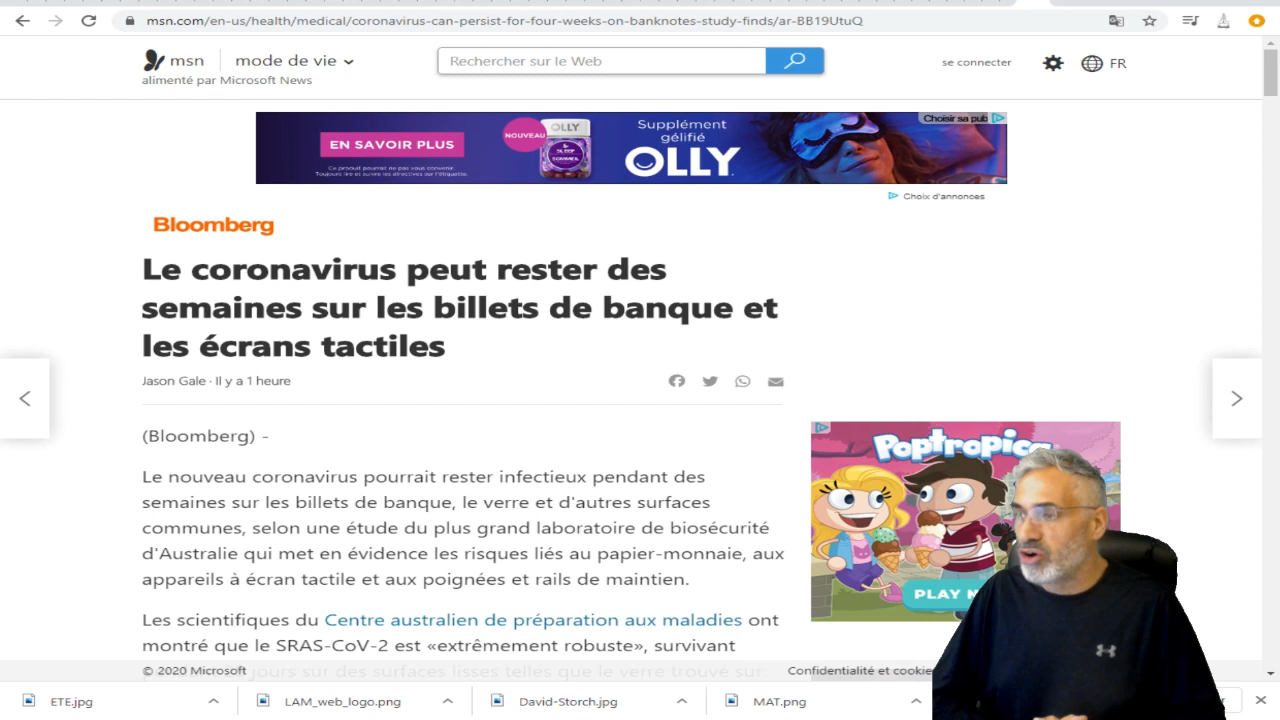 msn.com/en-us/health/medical/coronavirus-can-persist-for-four-weeks-on-banknotes-study-finds/ar-BB19UtuQ
msn
mode de vie
alimenté par Microsoft News
Rechercher sur le Web
se connecter
FR
EN SAVOIR PLUS
Ce produit pourrait ne pas vous convenir.
Toujours lire et suivre les directives sur l'étiquette.
NOUVEAU
OLLY
SLEEP
SOMMEIL
Supplément
gélifié
OLLY
Choisir sa pub
Choix d'annonces
Bloomberg
Le coronavirus peut rester des
semaines sur les billets de banque et
les écrans tactiles
Jason Gale · Il y a 1 heure
(Bloomberg) -
Le nouveau coronavirus pourrait rester infectieux pendant des
semaines sur les billets de banque, le verre et d'autres surfaces
communes, selon une étude du plus grand laboratoire de biosécurité
d'Australie qui met en évidence les risques liés au papier-monnaie, aux
appareils à écran tactile et aux poignées et rails de maintien.
Les scientifiques du Centre australien de préparation aux maladies ont
montré que le SRAS-CoV-2 est «extrêmement robuste», survivant
jours sur des surfaces lisses telles que le verre trouvé sur
Poptropica
PLAY
© 2020 Microsoft
Confidentialité et cookies
ETE.jpg
LAM_web_logo.png
David-Storch.jpg
MAT.png